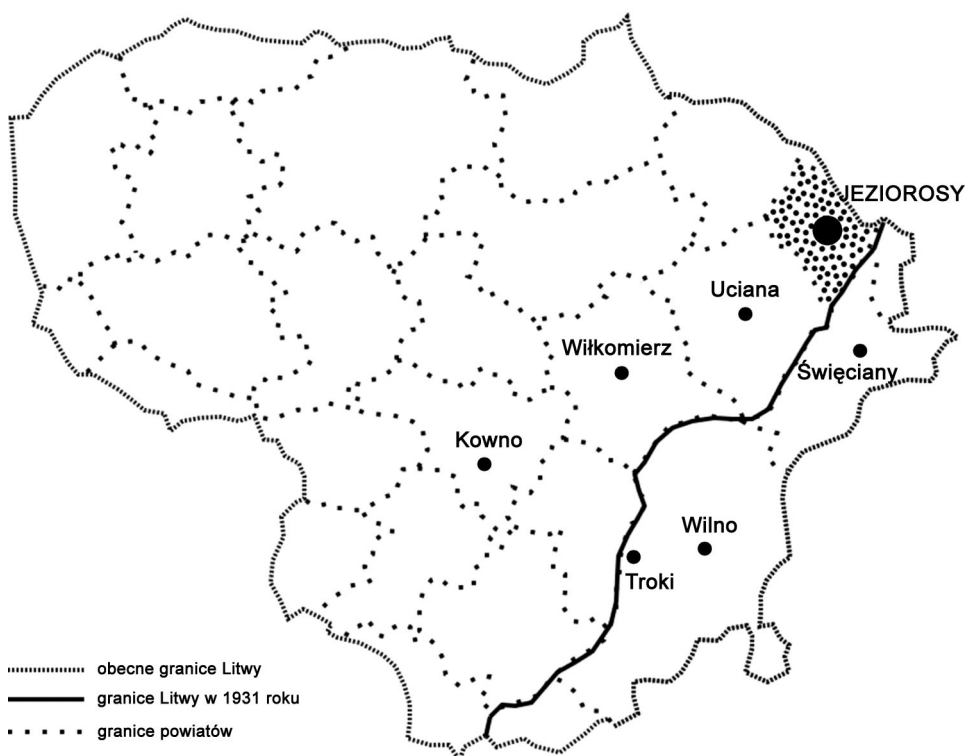 JEZIOROSY
Uciana
Wiłkomierz
Święciany
Kowno
Wilno
Troki
obecne granice Litwy
granice Litwy w 1931 roku
granice powiatów